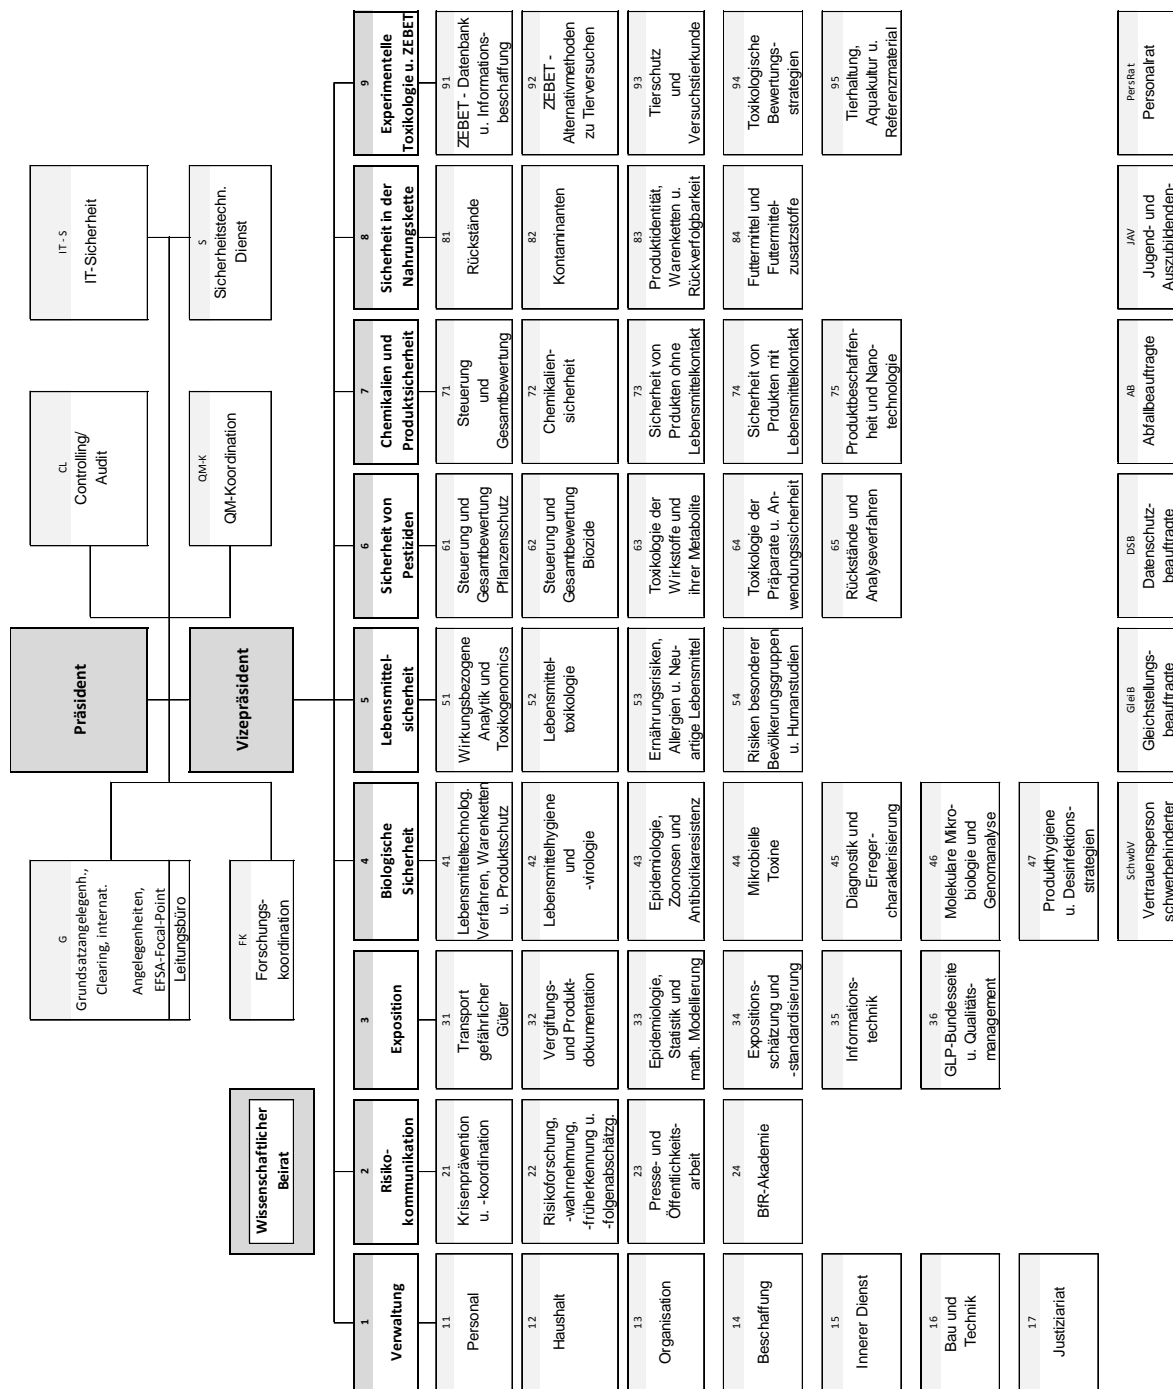 Präsident
Vizepräsident
G
Grundsatzangelegenh.,
Clearing, internat.
Angelegenheiten,
EFSA-Focal-Point
Leitungsbüro
FK
Forschungs-
koordination
CL
Controlling/
Audit
QM-K
QM-Koordination
IT - S
IT-Sicherheit
S
Sicherheitstechn.
Dienst
Wissenschaftlicher
Beirat
1
Verwaltung
11
Personal
12
Haushalt
13
Organisation
14
Beschaffung
15
Innerer Dienst
16
Bau und
Technik
17
Justiziariat
2
Risiko-
kommunikation
21
Krisenprävention
u. -koordination
22
Risikoforschung,
-wahrnehmung,
-früherkennung u.
-folgenabschätzg.
23
Presse- und
Öffentlichkeits-
arbeit
24
BfR-Akademie
3
Exposition
31
Transport
gefährlicher
Güter
32
Vergiftungs-
und Produkt-
dokumentation
33
Epidemiologie,
Statistik und
math. Modellierung
34
Expositions-
schätzung und
-standardisierung
35
Informations-
technik
36
GLP-Bundesseite
u. Qualitäts-
management
4
Biologische
Sicherheit
41
Lebensmitteltechnolog.
Verfahren, Warenketten
u. Produktschutz
42
Lebensmittelhygiene
und
-virologie
43
Epidemiologie,
Zoonosen und
Antibiotikaresistenz
44
Mikrobielle
Toxine
45
Diagnostik und
Erreger-
charakterisierung
46
Molekulare Mikro-
biologie und
Genomanalyse
47
Produkthygiene
u. Desinfektions-
strategien
5
Lebensmittel-
sicherheit
51
Wirkungsbezogene
Analytik und
Toxikogenomics
52
Lebensmittel-
toxikologie
53
Ernährungsrisiken,
Allergien u. Neu-
artige Lebensmittel
54
Risiken besonderer
Bevölkerungsgruppen
u. Humanstudien
6
Sicherheit von
Pestiziden
61
Steuerung und
Gesamtbewertung
Pflanzenschutz
62
Steuerung und
Gesamtbewertung
Biozide
63
Toxikologie der
Wirkstoffe und
ihrer Metabolite
64
Toxikologie der
Präparate u. An-
wendungssicherheit
65
Rückstände und
Analyseverfahren
7
Chemikalien und
Produktsicherheit
71
Steuerung
und
Gesamtbewertung
72
Chemikalien-
sicherheit
73
Sicherheit von
Prdukten ohne
Lebensmittelkontakt
74
Sicherheit von
Prdukten mit
Lebensmittelkontakt
75
Produktbeschaffen-
heit und Nano-
technologie
8
Sicherheit in der
Nahrungskette
81
Rückstände
82
Kontaminanten
83
Produktidentität,
Warenketten u.
Rückverfolgbarkeit
84
Futtermittel und
Futtermittel-
zusatzstoffe
9
Experimentelle
Toxikologie u. ZEBET
91
ZEBET - Datenbank
u. Informations-
beschaffung
92
ZEBET -
Alternativmethoden
zu Tierversuchen
93
Tierschutz
und
Versuchstierkunde
94
Toxikologische
Bewertungs-
strategien
95
Tierhaltung,
Aquakultur u.
Referenzmaterial
SchwbV
Vertrauensperson
schwerbehinderter
GleiB
Gleichstellungs-
beauftragte
DSB
Datenschutz-
beauftragte
AB
Abfallbeauftragte
JAV
Jugend- und
Auszubildenden-
PersRat
Personalrat